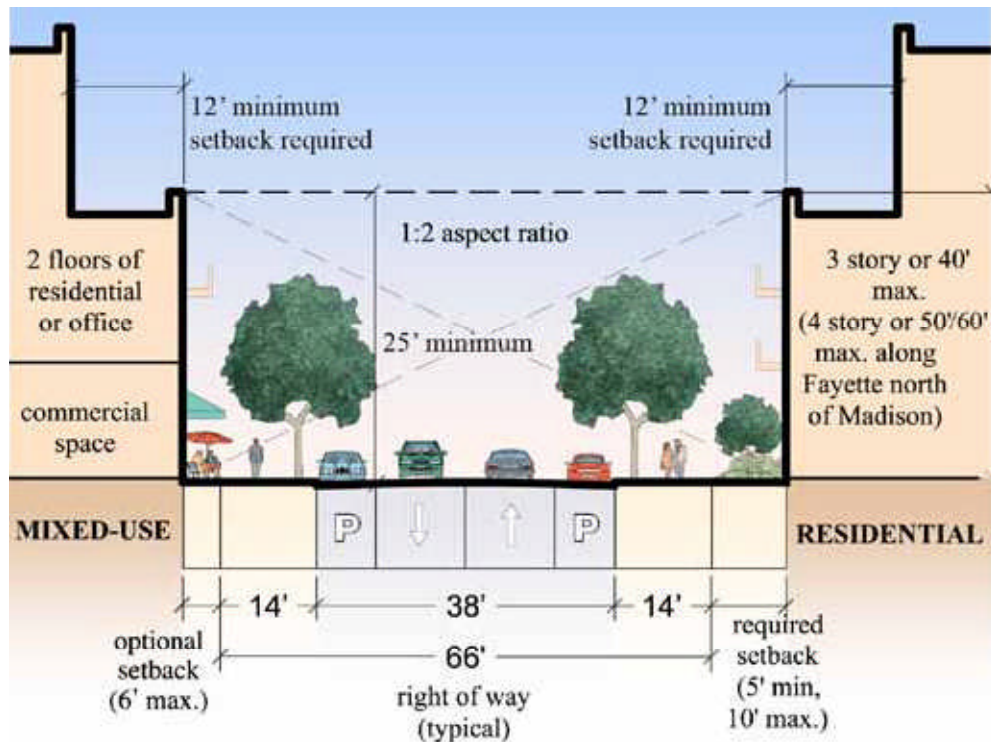 12' minimum
setback required
12' minimum
setback required
1:2 aspect ratio
2 floors of
residential
or office
3 story or 40'
max.
(4 story or 50'/60'
max. along
Fayette north
of Madison)
25' minimum
commercial
space
MIXED-USE
P
P
RESIDENTIAL
14'
38'
14'
optional
setback
(6' max.)
66'
right of way
(typical)
required
setback
(5' min,
10' max.)